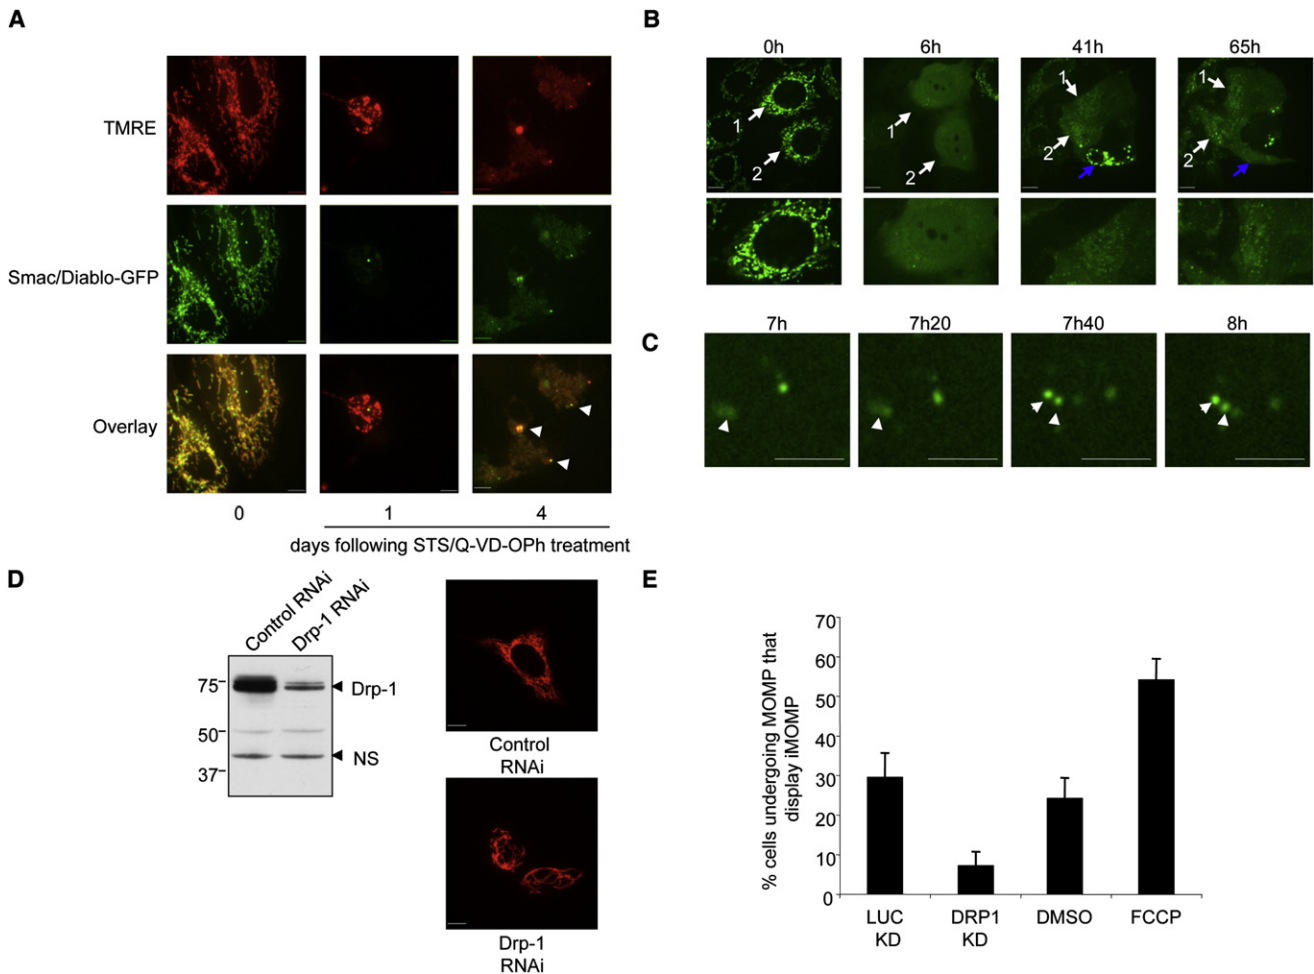 A
TMRE
Smac/Diablo-GFP
Overlay
0
1
4
days following STS/Q-VD-OPh treatment
B
0h
6h
41h
65h
1
2
1
2
1
2
1
2
C
7h
7h20
7h40
8h
D
Control RNAi
Drp-1 RNAi
75
50
37
Drp-1
NS
Control
RNAi
Drp-1
RNAi
E
% cells undergoing MOMP that
display iMOMP
70
60
50
40
30
20
10
0
LUC
KD
DRP1
KD
DMSO
FCCP